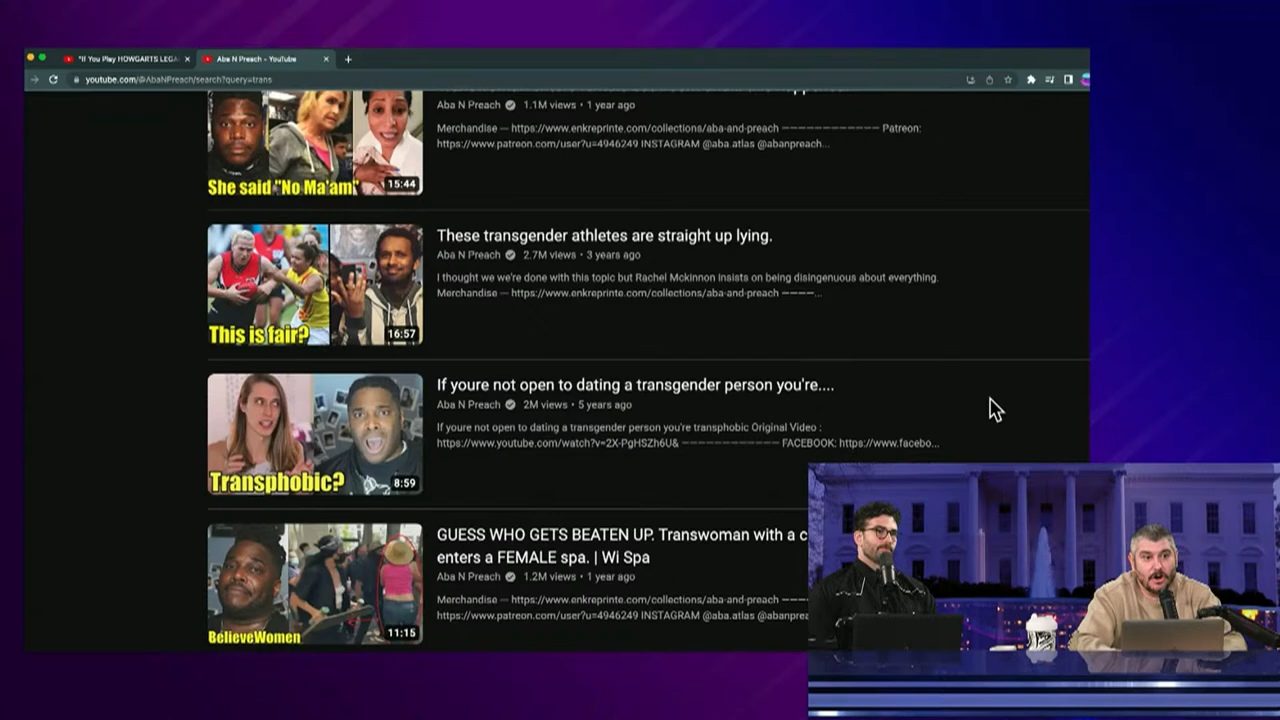 "If You Play HOWGARTS LEGA
Aba N Preach - YouTube
youtube.com/@AbaNPreach/search?query=trans
Aba N Preach 1.1M views • 1 year ago
Merchandise — https://www.enkreprinte.com/collections/aba-and-preach —————————————— Patreon:
https://www.patreon.com/user?u=4946249 INSTAGRAM @aba.atlas @abanpreach...
She said "No Ma'am"
15:44
These transgender athletes are straight up lying.
Aba N Preach 2.7M views • 3 years ago
I thought we we're done with this topic but Rachel Mckinnon insists on being disingenuous about everything.
Merchandise — https://www.enkreprinte.com/collections/aba-and-preach ————...
This is fair?
16:57
If youre not open to dating a transgender person you're....
Aba N Preach 2M views • 5 years ago
If youre not open to dating a transgender person you're transphobic Original Video :
https://www.youtube.com/watch?v=2X-PgHSZh6U& —————————————— FACEBOOK: https://www.facebo...
Transphobic?
8:59
GUESS WHO GETS BEATEN UP. Transwoman with a c
enters a FEMALE spa. | Wi Spa
Aba N Preach 1.2M views • 1 year ago
Merchandise — https://www.enkreprinte.com/collections/aba-and-preach ———
https://www.patreon.com/user?u=4946249 INSTAGRAM @aba.atlas @abanprea
BelieveWomen
11:15